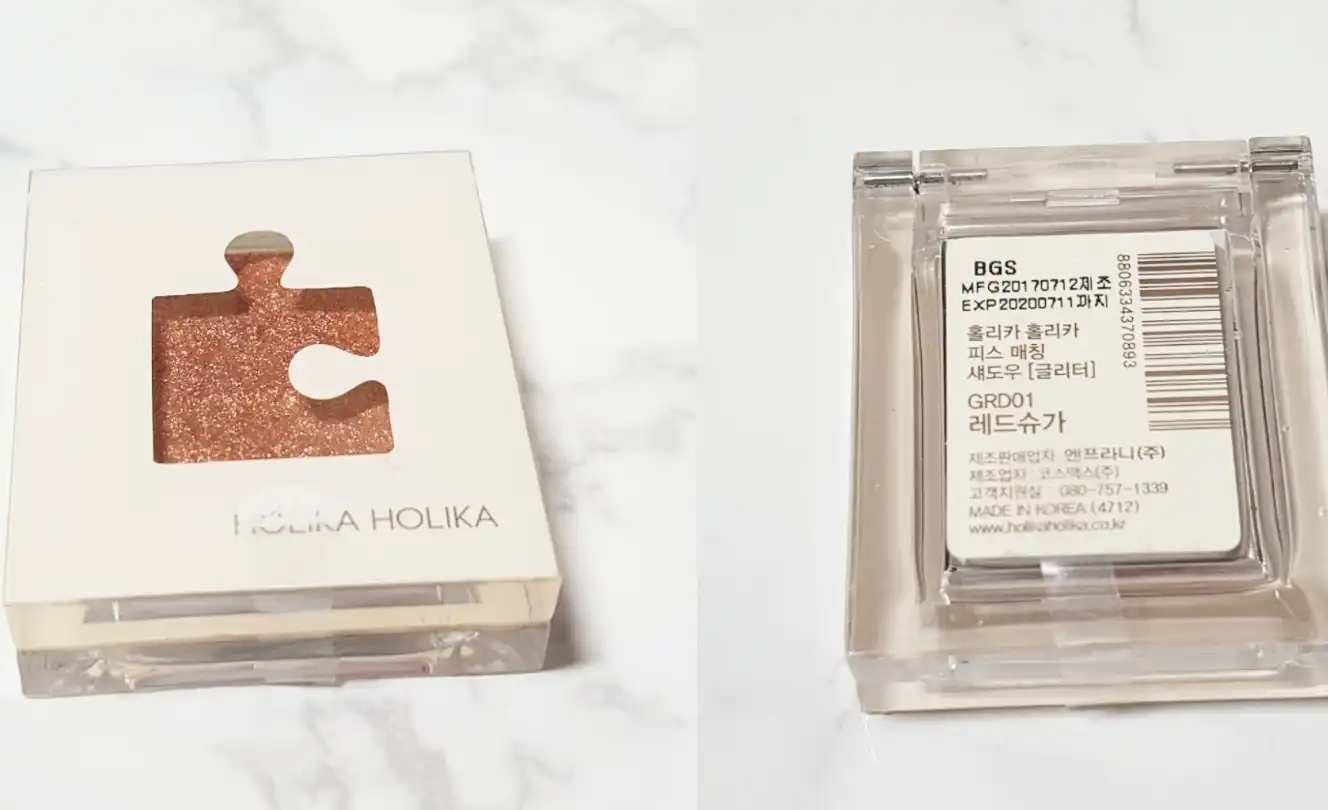 HOLIKA HOLIKA
BGS
MFG20170712제조
EXP20200711까지
홀리카 홀리카
피스 매칭
섀도우 [글리터]
GRD01
레드슈가
제조판매업자 엔프라니(주)
제조업자 코스맥스(주)
고객지원실 080-757-1339
MADE IN KOREA (4712)
www.holikaholika.co.kr
8806334370893